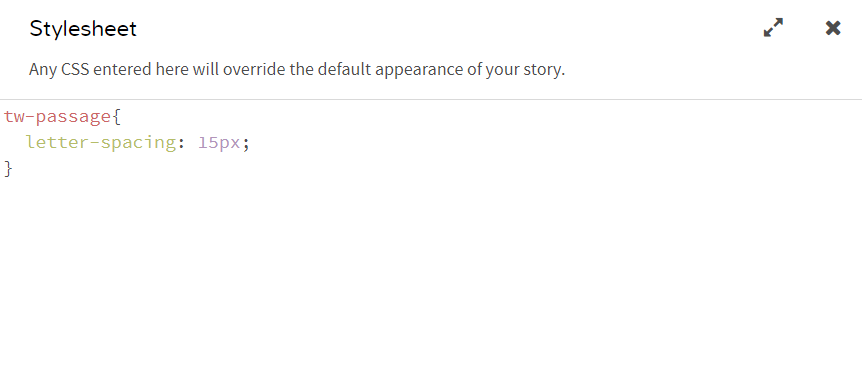 Stylesheet
Any CSS entered here will override the default appearance of your story.
tw-passage{
  letter-spacing: 15px;
}